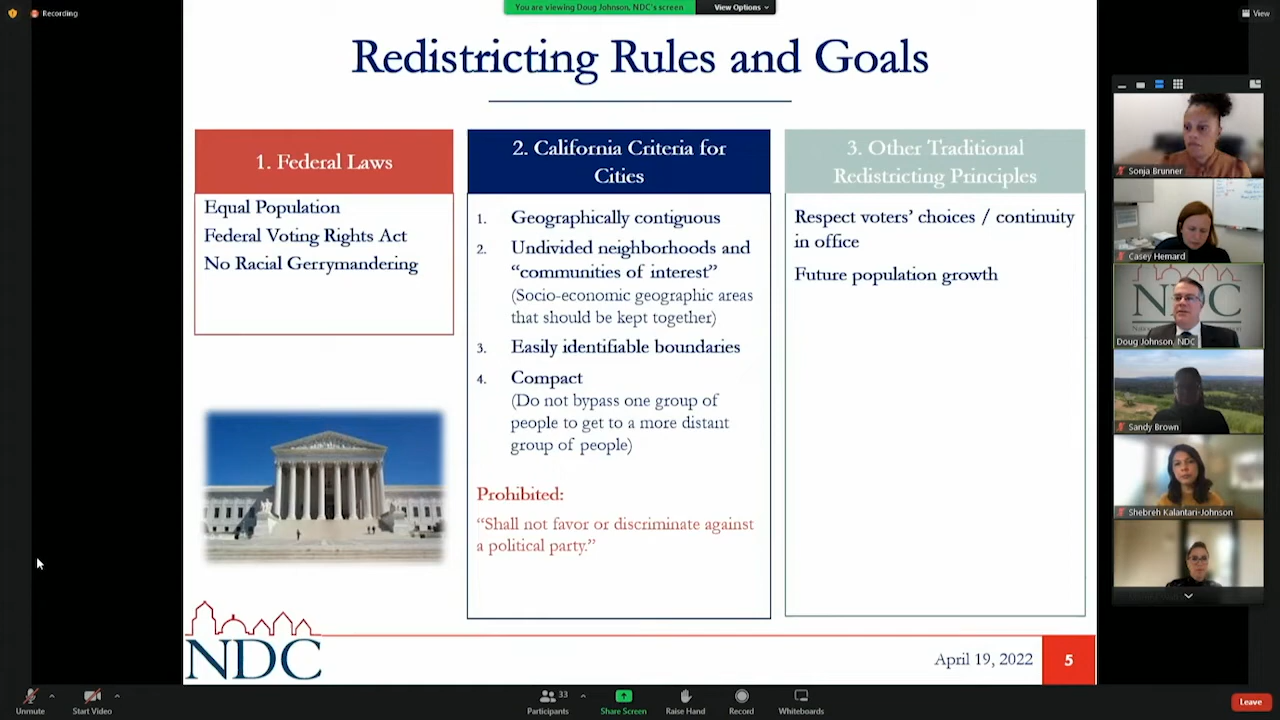 Recording
You are viewing Doug Johnson, NDC's screen
View Options
View
Redistricting Rules and Goals
1. Federal Laws
Equal Population
Federal Voting Rights Act
No Racial Gerrymandering
2. California Criteria for
Cities
1. Geographically contiguous
2. Undivided neighborhoods and
“communities of interest”
(Socio-economic geographic areas
that should be kept together)
3. Easily identifiable boundaries
4. Compact
(Do not bypass one group of
people to get to a more distant
group of people)
Prohibited:
“Shall not favor or discriminate against
a political party.”
3. Other Traditional
Redistricting Principles
Respect voters’ choices / continuity
in office
Future population growth
NDC
April 19, 2022
5
Sonja Brunner
Casey Hemard
NDC
Doug Johnson, NDC
Sandy Brown
Shebreh Kalantari-Johnson
Unmute
Start Video
33
Participants
Share Screen
Raise Hand
Record
Whiteboards
Leave